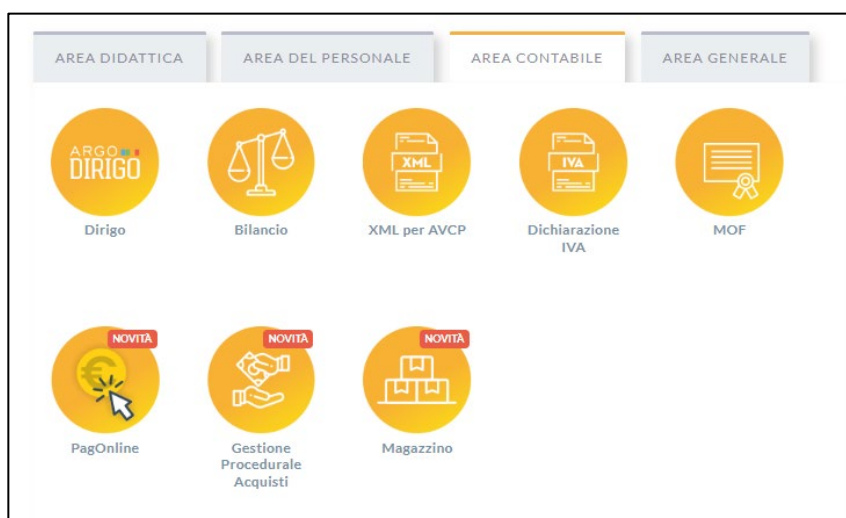 AREA DIDATTICA
AREA DEL PERSONALE
AREA CONTABILE
AREA GENERALE
ARGO
DIRIGO
XML
IVA
Dirigo
Bilancio
XML per AVCP
Dichiarazione
IVA
MOF
NOVITÀ
NOVITÀ
NOVITÀ
€
PagOnline
Gestione
Procedurale
Acquisti
Magazzino